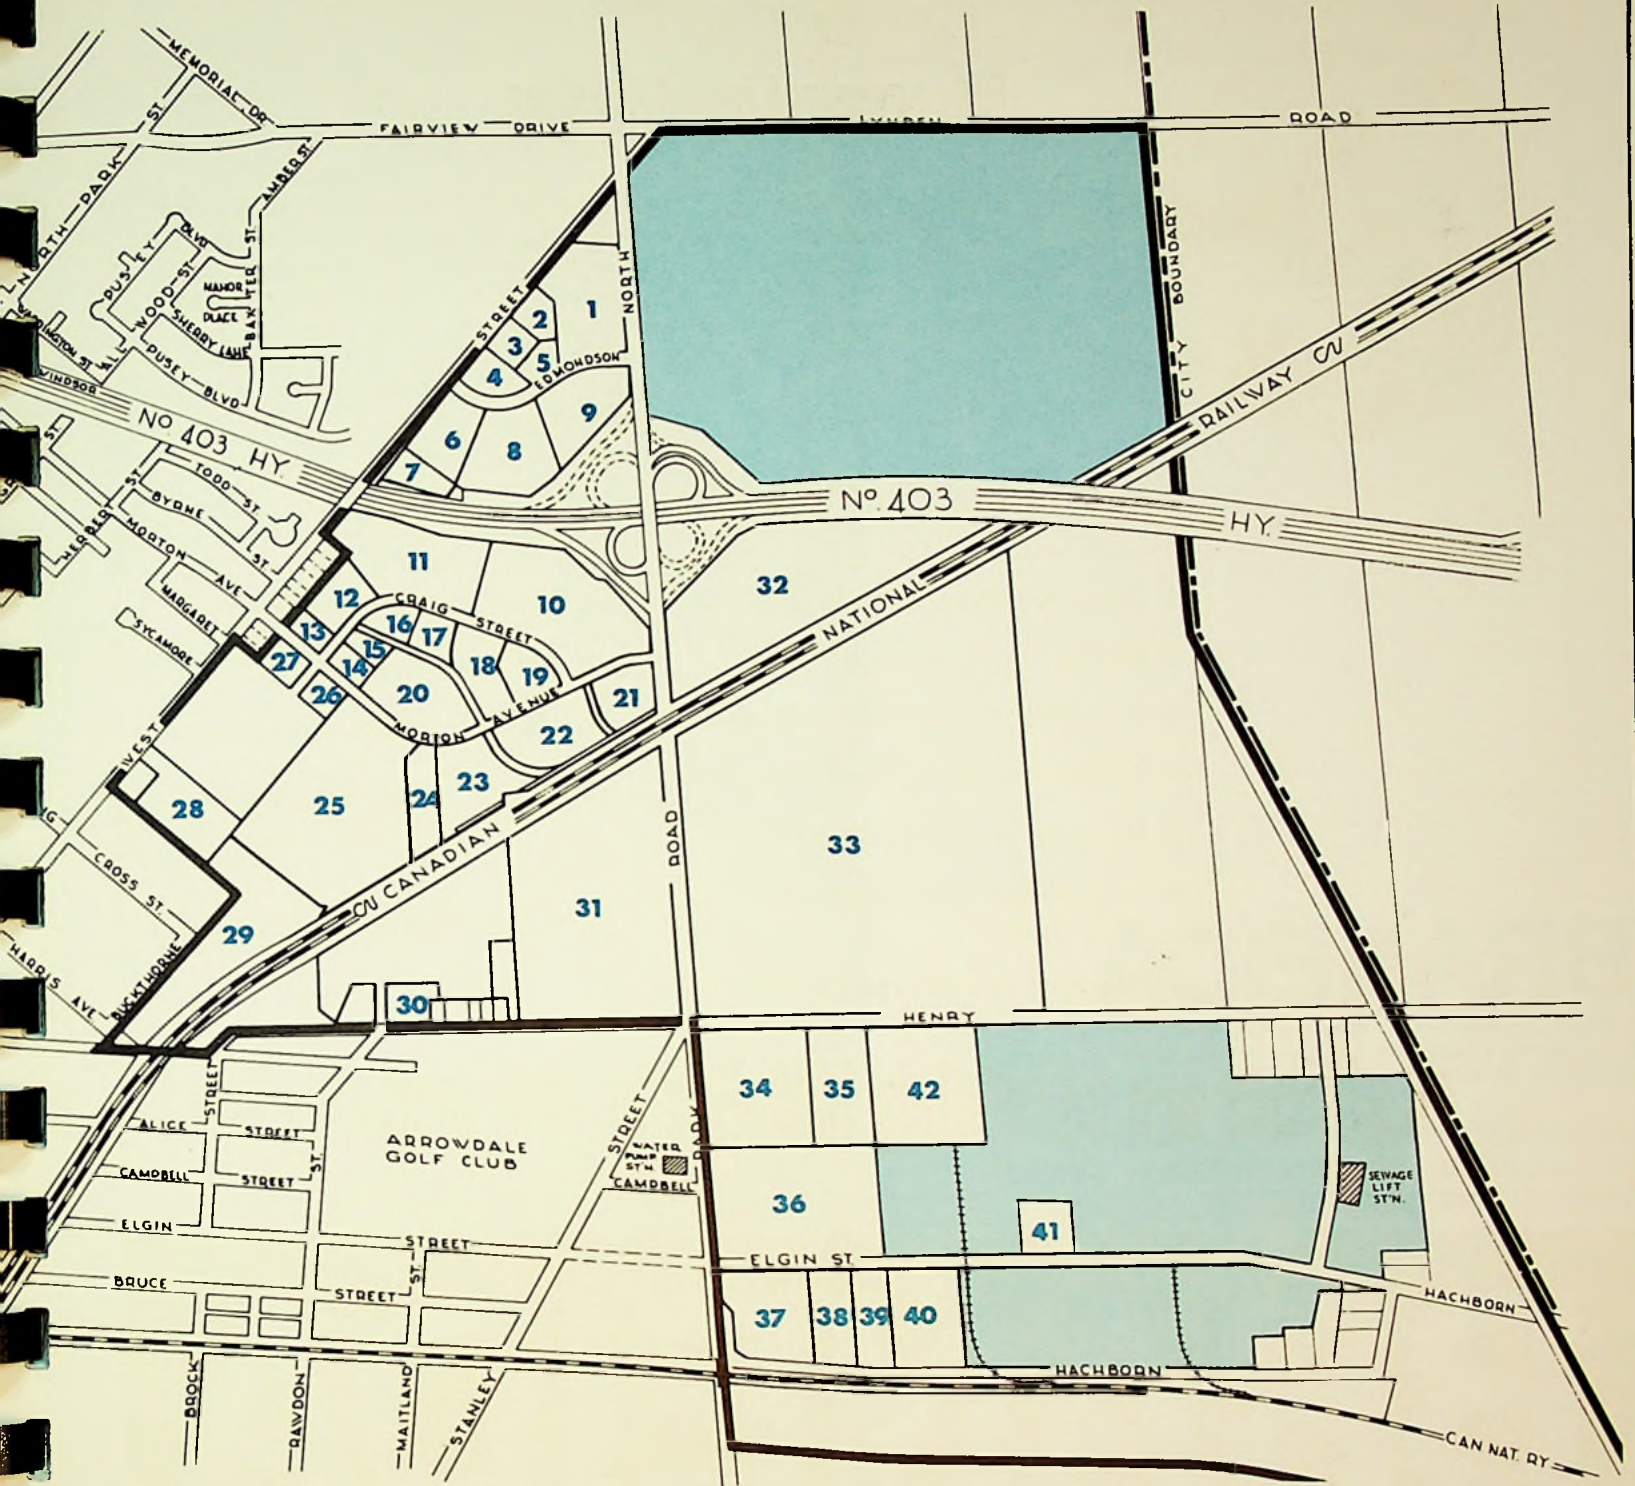 MEMORIAL DR
ST
FAIRVIEW DRIVE
LYNDEN
ROAD
NORTH PARK
AMBER ST
PUSEY
BLVD
WOOD ST
MANOR
PLACE
SHERRY LANE
BAXTER ST.
ALL
WINDSOR
PUSEY BLVD
STREET
NORTH
CITY BOUNDARY
1
2
3
4
5
EDMONDSON
6
7
8
9
No 403 HY.
No. 403 HY.
CN RAILWAY
ST.
TODD ST.
BYRNE
ST.
HERBERT ST
MORTON
AVE
MARGARET
SYCAMORE
WEST
10
11
12
13
14
15
16
17
18
19
20
21
22
23
24
25
26
27
28
29
30
31
32
33
CRAIG STREET
MORTON AVENUE
CN CANADIAN
NATIONAL
ROAD
CROSS ST.
HARRIS AVE
BUCKTHORNE
HENRY
34
35
42
36
41
37
38
39
40
STREET
ALICE STREET
CAMPBELL STREET
ST.
ELGIN STREET
BRUCE STREET
ST.
ARROWDALE
GOLF CLUB
STREET
PARK
WATER
PUMP
ST'N.
CAMPBELL
ELGIN ST.
SEWAGE
LIFT
ST'N.
HACHBORN
HACHBORN
BROCK
RAWDON
MAITLAND
STANLEY
CAN NAT. RY